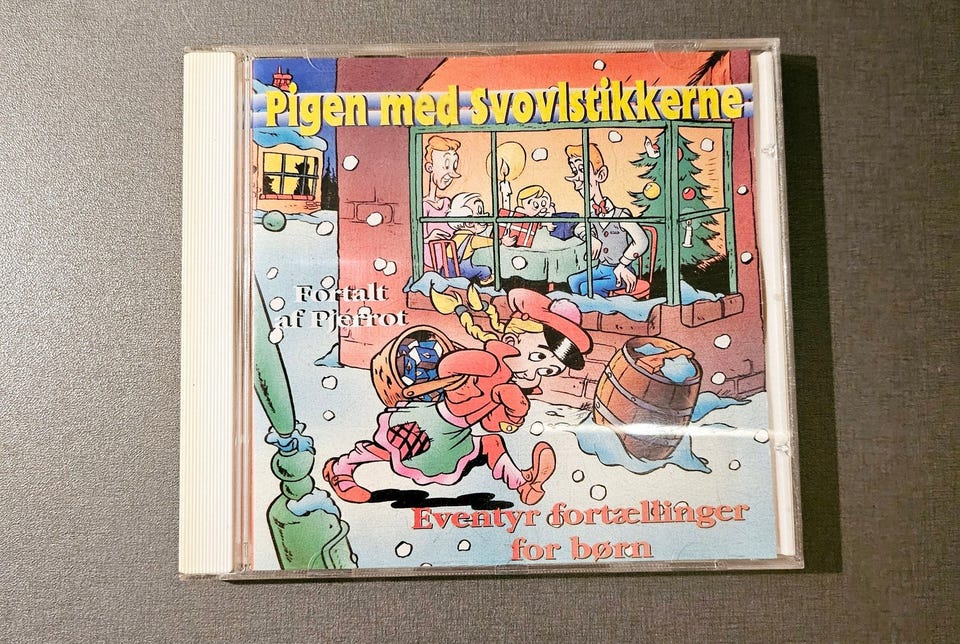 Pigen med Svovlstikkerne
Fortalt
af Pjerrot
Eventyr fortællinger
for børn